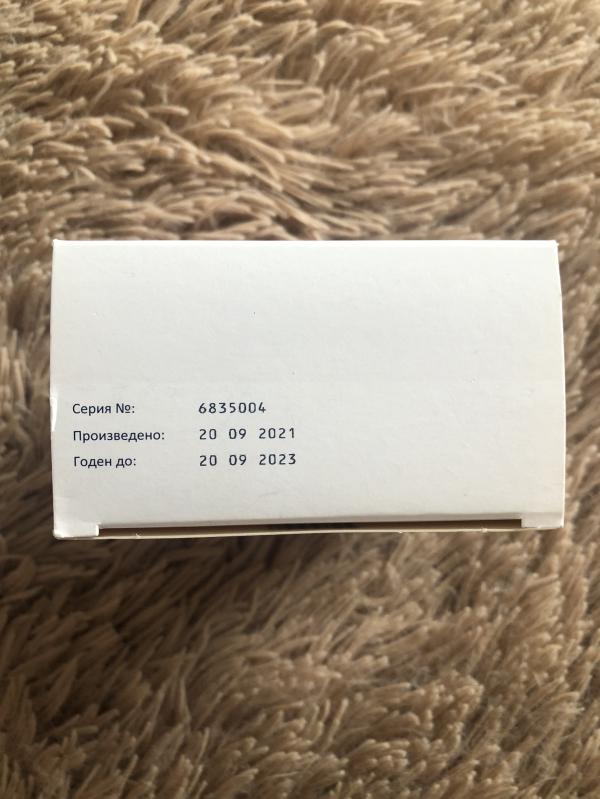 Серия №: 6835004
Произведено: 20 09 2021
Годен до: 20 09 2023